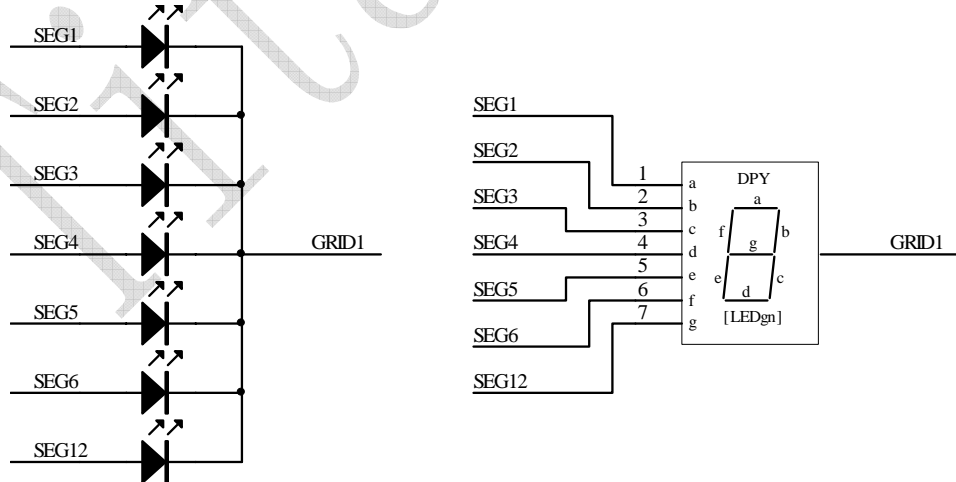 SEG1
SEG2
SEG3
SEG4
SEG5
SEG6
SEG12
GRID1
SEG1
SEG2
SEG3
SEG4
SEG5
SEG6
SEG12
1
2
3
4
5
6
7
a
b
c
d
e
f
g
DPY
a
f b
g
e c
d
[LEDgn]
GRID1